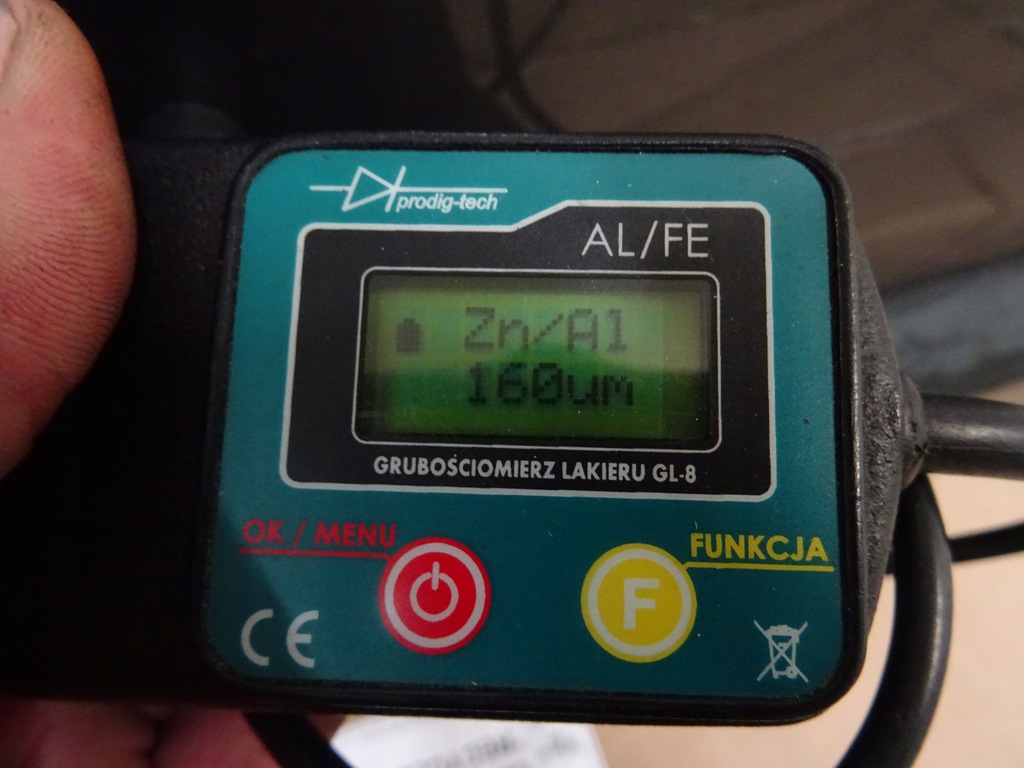 prodig-tech
AL/FE
Zn/Al
160um
GRUBOŚCIOMIERZ LAKIERU GL-8
OK / MENU
FUNKCJA
F
CE